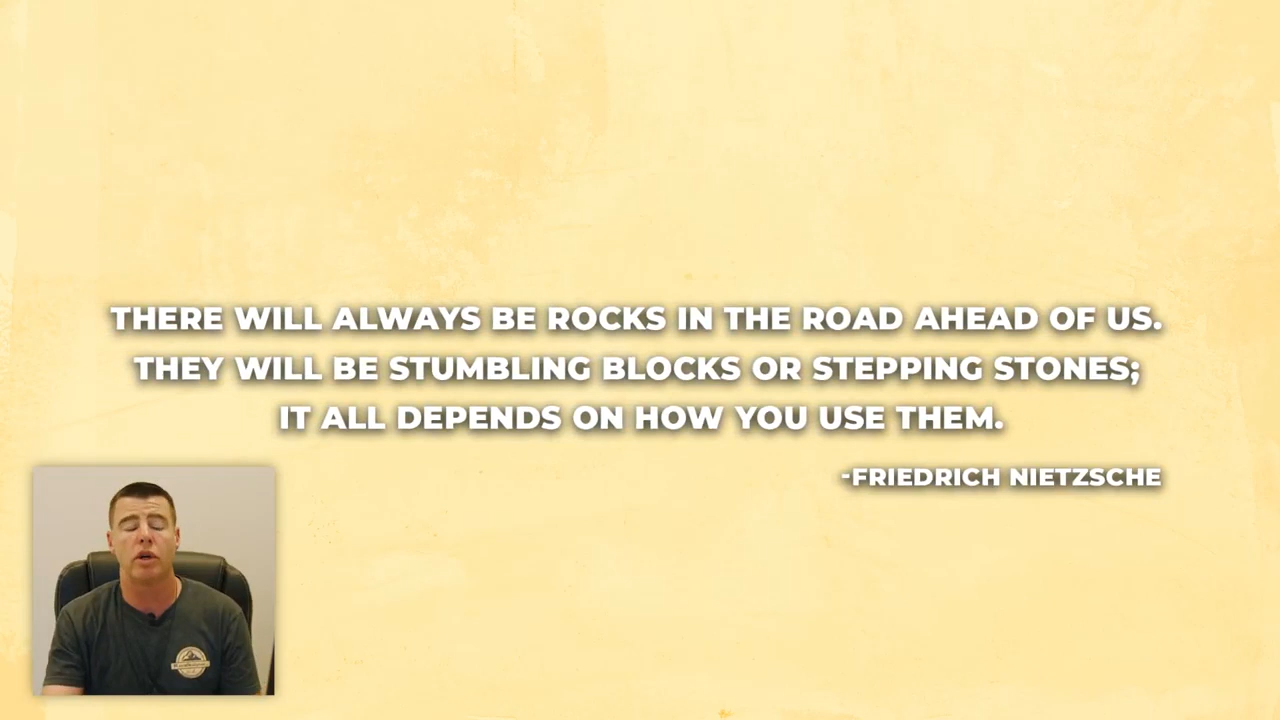 THERE WILL ALWAYS BE ROCKS IN THE ROAD AHEAD OF US.
THEY WILL BE STUMBLING BLOCKS OR STEPPING STONES;
IT ALL DEPENDS ON HOW YOU USE THEM.
-FRIEDRICH NIETZSCHE